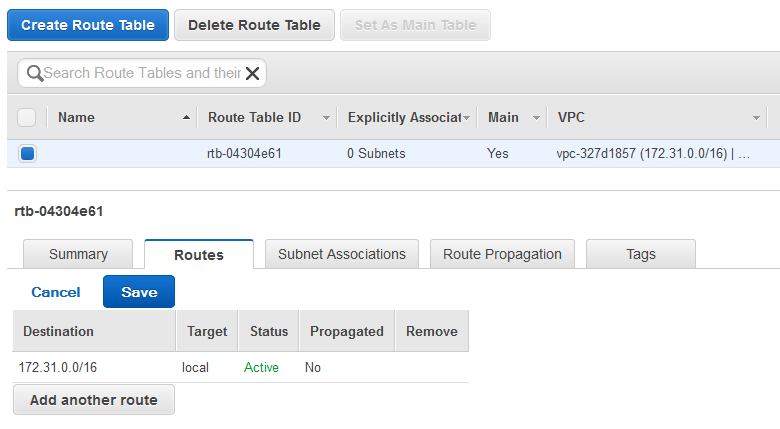 Create Route Table Delete Route Table Set As Main Table
Search Route Tables and their
Name Route Table ID Explicitly Associat Main VPC
rtb-04304e61 0 Subnets Yes vpc-327d1857 (172.31.0.0/16) | ...
rtb-04304e61
Summary Routes Subnet Associations Route Propagation Tags
Cancel Save
Destination Target Status Propagated Remove
172.31.0.0/16 local Active No
Add another route